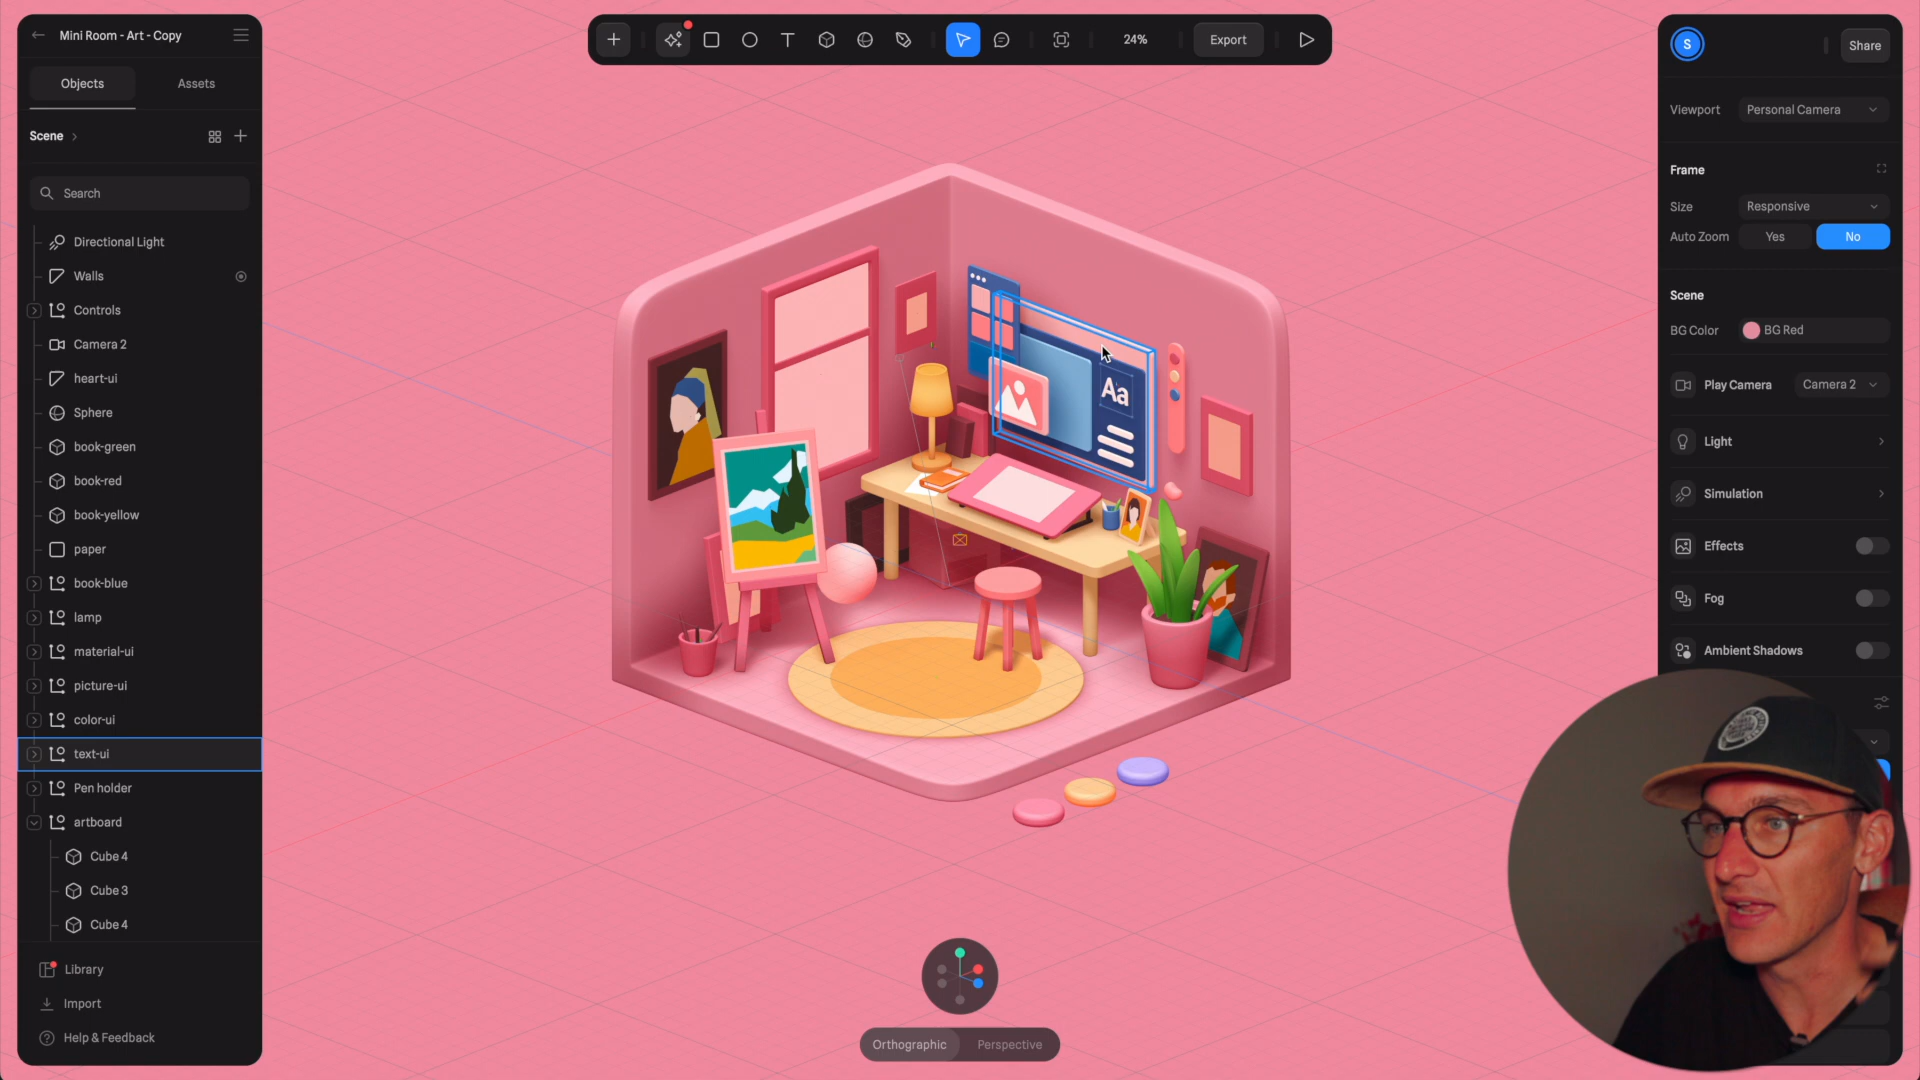 Mini Room - Art - Copy
Objects
Assets
Scene
Search
Directional Light
Walls
Controls
Camera 2
heart-ui
Sphere
book-green
book-red
book-yellow
paper
book-blue
lamp
material-ui
picture-ui
color-ui
text-ui
Pen holder
artboard
Cube 4
Cube 3
Cube 4
Library
Import
Help & Feedback
T
24%
Export
Aa
Orthographic
Perspective
S
Share
Viewport
Personal Camera
Frame
Size
Responsive
Auto Zoom
Yes
No
Scene
BG Color
BG Red
Play Camera
Camera 2
Light
Simulation
Effects
Fog
Ambient Shadows